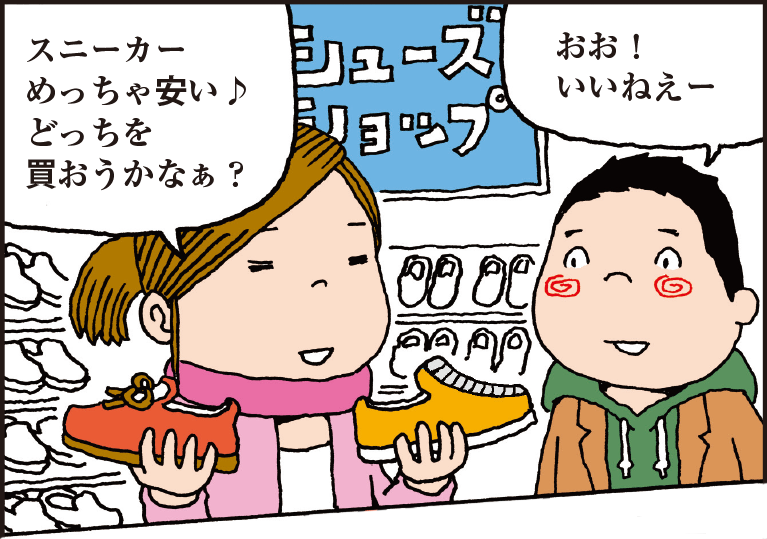 スニーカー
めっちゃ安い♪
どっちを
買おうかなぁ？
シューズ
ショップ
おお！
いいねえー